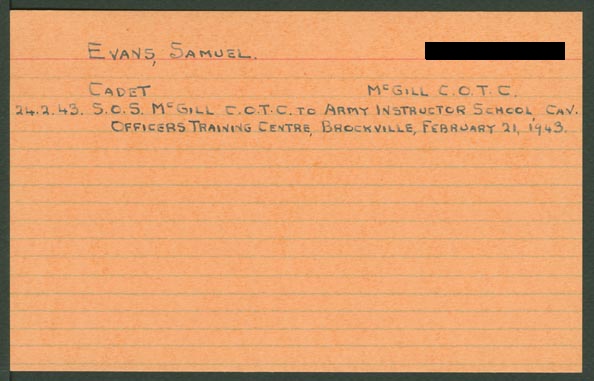 EVANS, SAMUEL.
CADET McGILL C.O.T.C.
24.2.43. S.O.S. McGILL C.O.T.C. TO ARMY INSTRUCTOR SCHOOL, CAN.
OFFICERS TRAINING CENTRE, BROCKVILLE, FEBRUARY 21, 1943.